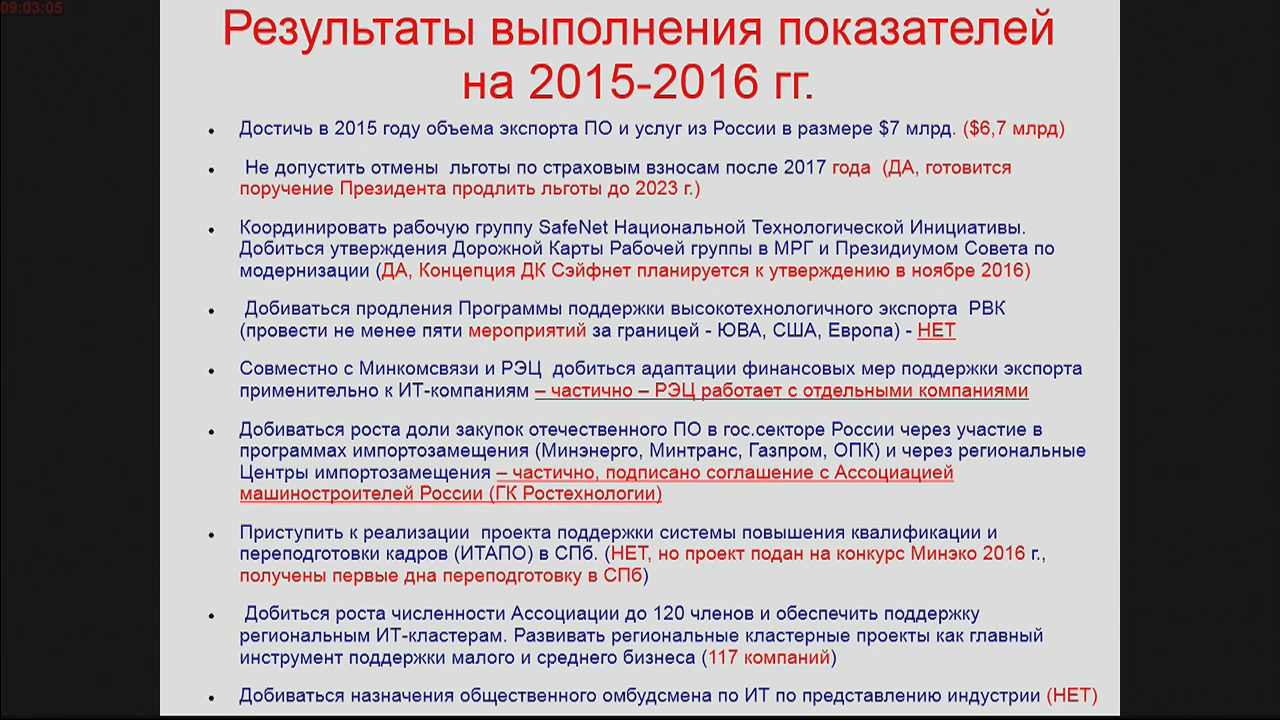 09:03:05
Результаты выполнения показателей
на 2015-2016 гг.
• Достичь в 2015 году объема экспорта ПО и услуг из России в размере $7 млрд. ($6,7 млрд)
• Не допустить отмены льготы по страховым взносам после 2017 года (ДА, готовится
поручение Президента продлить льготы до 2023 г.)
• Координировать рабочую группу SafeNet Национальной Технологической Инициативы.
Добиться утверждения Дорожной Карты Рабочей группы в МРГ и Президиумом Совета по
модернизации (ДА, Концепция ДК Сэйфнет планируется к утверждению в ноябре 2016)
• Добиваться продления Программы поддержки высокотехнологичного экспорта РВК
(провести не менее пяти мероприятий за границей - ЮВА, США, Европа) - НЕТ
• Совместно с Минкомсвязи и РЭЦ добиться адаптации финансовых мер поддержки экспорта
применительно к ИТ-компаниям – частично – РЭЦ работает с отдельными компаниями
• Добиваться роста доли закупок отечественного ПО в гос.секторе России через участие в
программах импортозамещения (Минэнерго, Минтранс, Газпром, ОПК) и через региональные
Центры импортозамещения – частично, подписано соглашение с Ассоциацией
машиностроителей России (ГК Ростехнологии)
• Приступить к реализации проекта поддержки системы повышения квалификации и
переподготовки кадров (ИТАПО) в СПб. (НЕТ, но проект подан на конкурс Минэко 2016 г.,
получены первые дна переподготовку в СПб)
• Добиться роста численности Ассоциации до 120 членов и обеспечить поддержку
региональным ИТ-кластерам. Развивать региональные кластерные проекты как главный
инструмент поддержки малого и среднего бизнеса (117 компаний)
• Добиваться назначения общественного омбудсмена по ИТ по представлению индустрии (НЕТ)